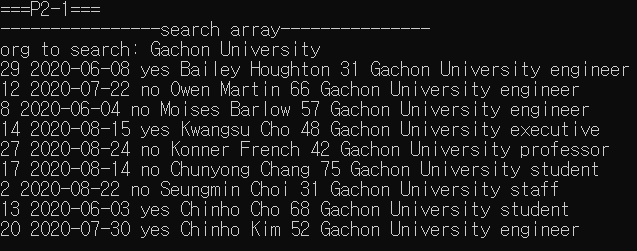 ===P2-1===
----------------search array---------------
org to search: Gachon University
29 2020-06-08 yes Bailey Houghton 31 Gachon University engineer
12 2020-07-22 no Owen Martin 66 Gachon University engineer
8 2020-06-04 no Moises Barlow 57 Gachon University engineer
14 2020-08-15 yes Kwangsu Cho 48 Gachon University executive
27 2020-08-24 no Konner French 42 Gachon University professor
17 2020-08-14 no Chunyong Chang 75 Gachon University student
2 2020-08-22 no Seungmin Choi 31 Gachon University staff
13 2020-06-03 yes Chinho Cho 68 Gachon University student
20 2020-07-30 yes Chinho Kim 52 Gachon University engineer